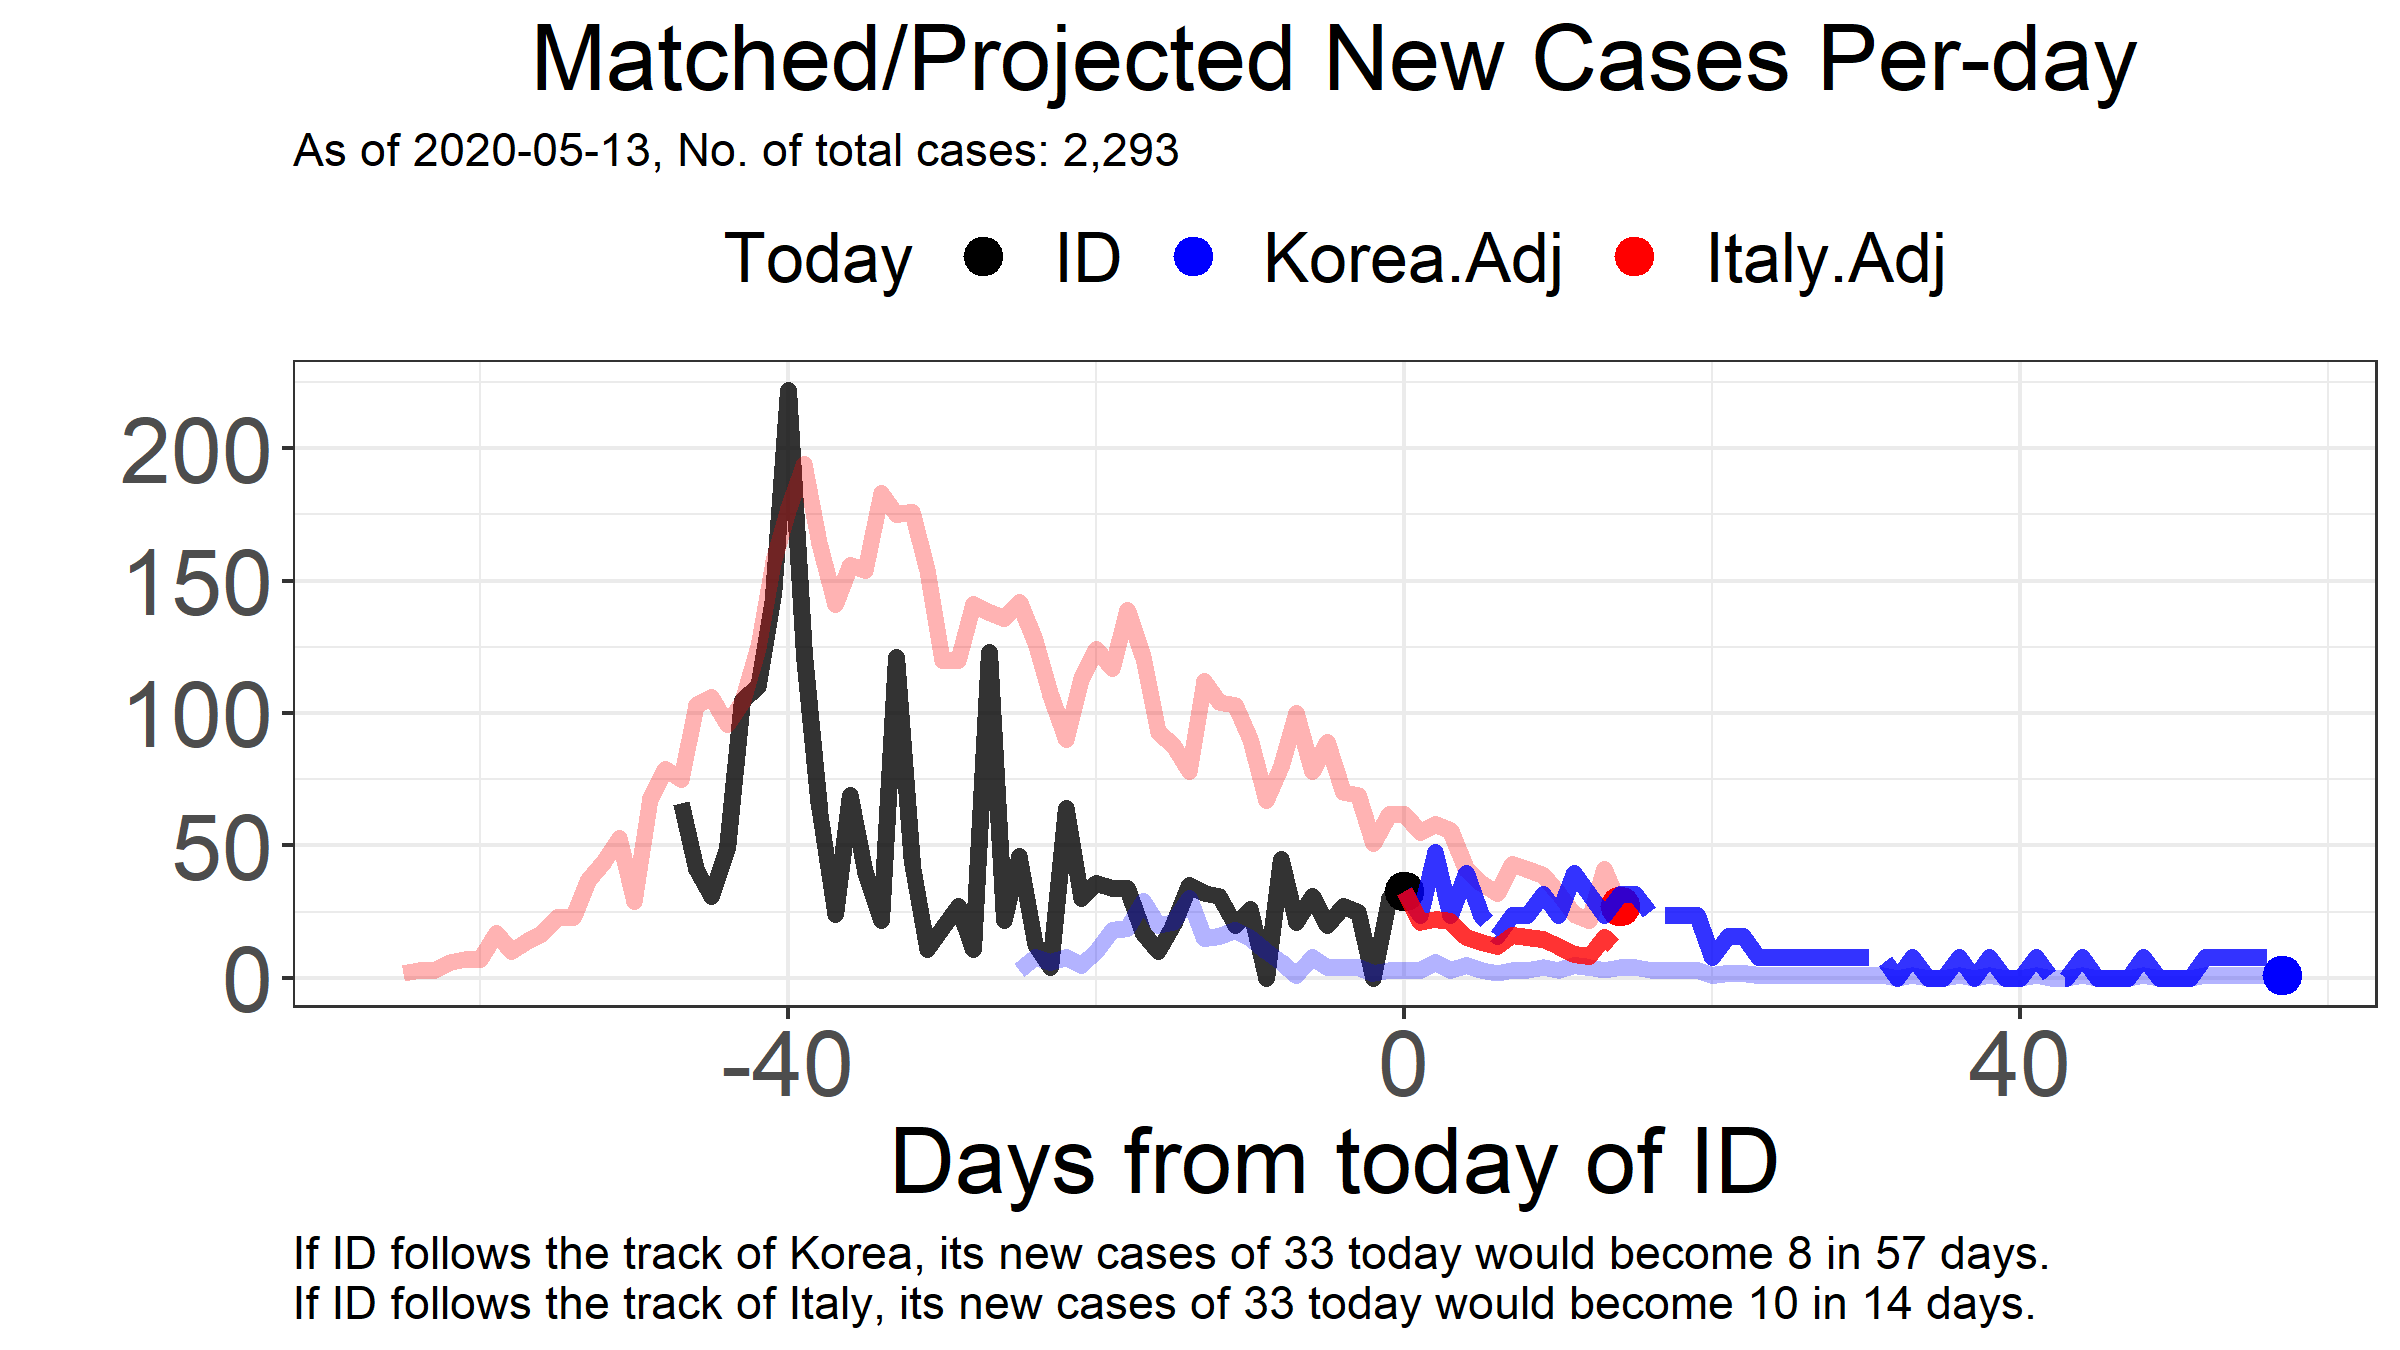 Matched/Projected New Cases Per-day
As of 2020-05-13, No. of total cases: 2,293
Today ID Korea.Adj Italy.Adj
200
150
100
50
0
-40 0 40
Days from today of ID
If ID follows the track of Korea, its new cases of 33 today would become 8 in 57 days.
If ID follows the track of Italy, its new cases of 33 today would become 10 in 14 days.